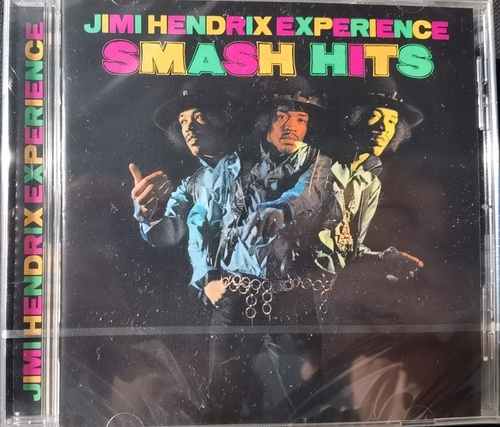 JIMI HENDRIX EXPERIENCE
SMASH HITS
JIMI HENDRIX EXPERIENCE